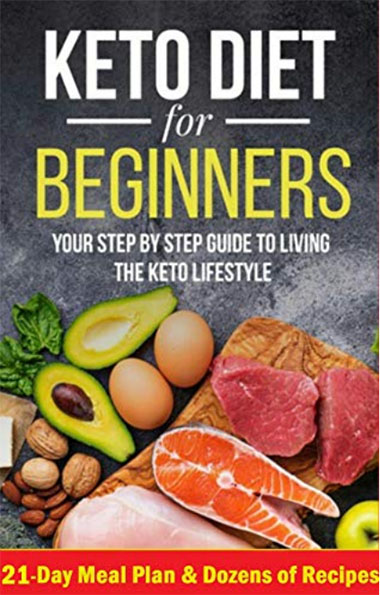 KETO DIET
for
BEGINNERS
YOUR STEP BY STEP GUIDE TO LIVING
THE KETO LIFESTYLE
21-Day Meal Plan & Dozens of Recipes